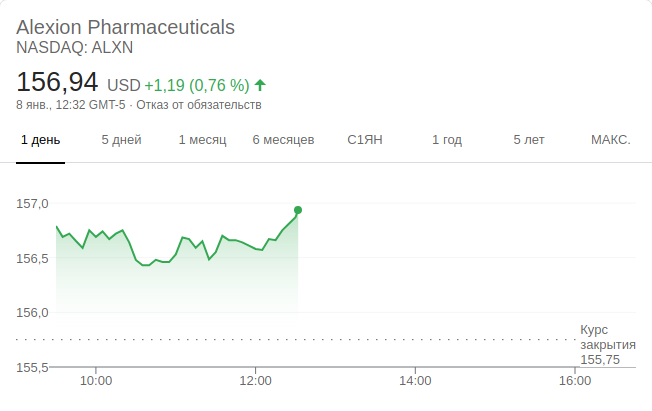 Alexion Pharmaceuticals
NASDAQ: ALXN
156,94 USD +1,19 (0,76 %)
8 янв., 12:32 GMT-5 · Отказ от обязательств
1 день 5 дней 1 месяц 6 месяцев С1ЯН 1 год 5 лет МАКС.
157,0
156,5
156,0
Курс
закрытия
155,75
155,5
10:00 12:00 14:00 16:00